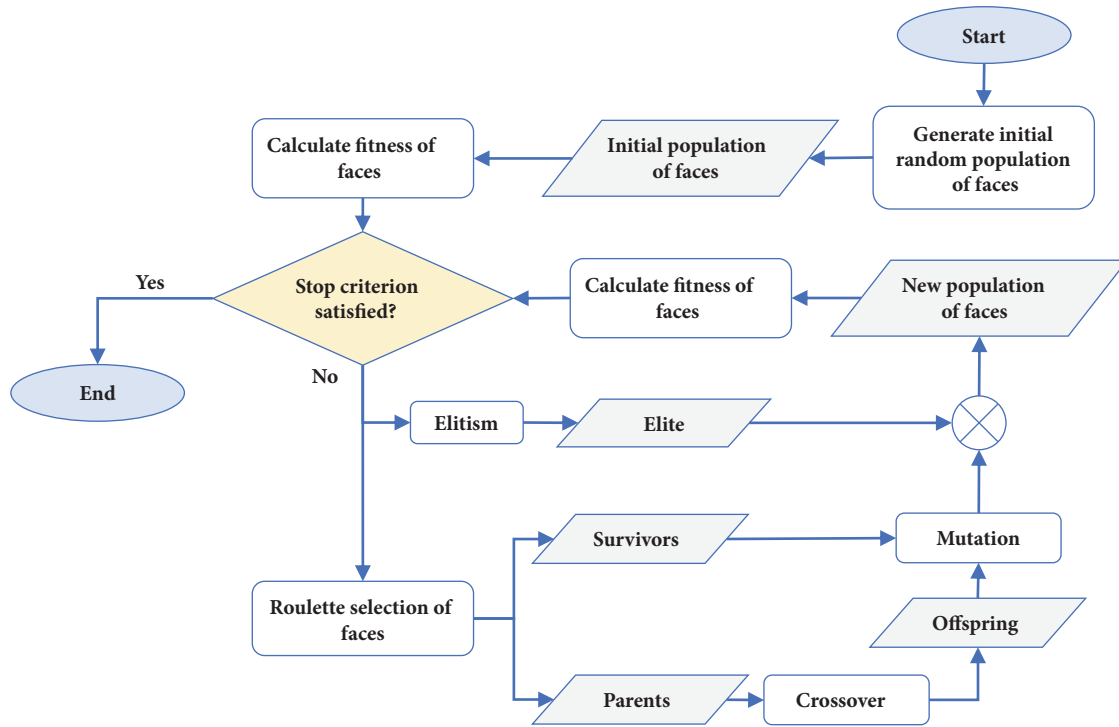 Start
Generate initial
random population
of faces
Initial population
of faces
Calculate fitness of
faces
Stop criterion
satisfied?
Yes
End
No
Calculate fitness of
faces
New population
of faces
Elitism
Elite
Roulette selection of
faces
Survivors
Mutation
Offspring
Parents
Crossover